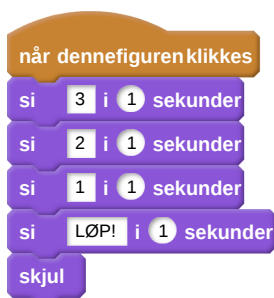 når denne figuren klikkes
si 3 i 1 sekunder
si 2 i 1 sekunder
si 1 i 1 sekunder
si LØP! i 1 sekunder
skjul